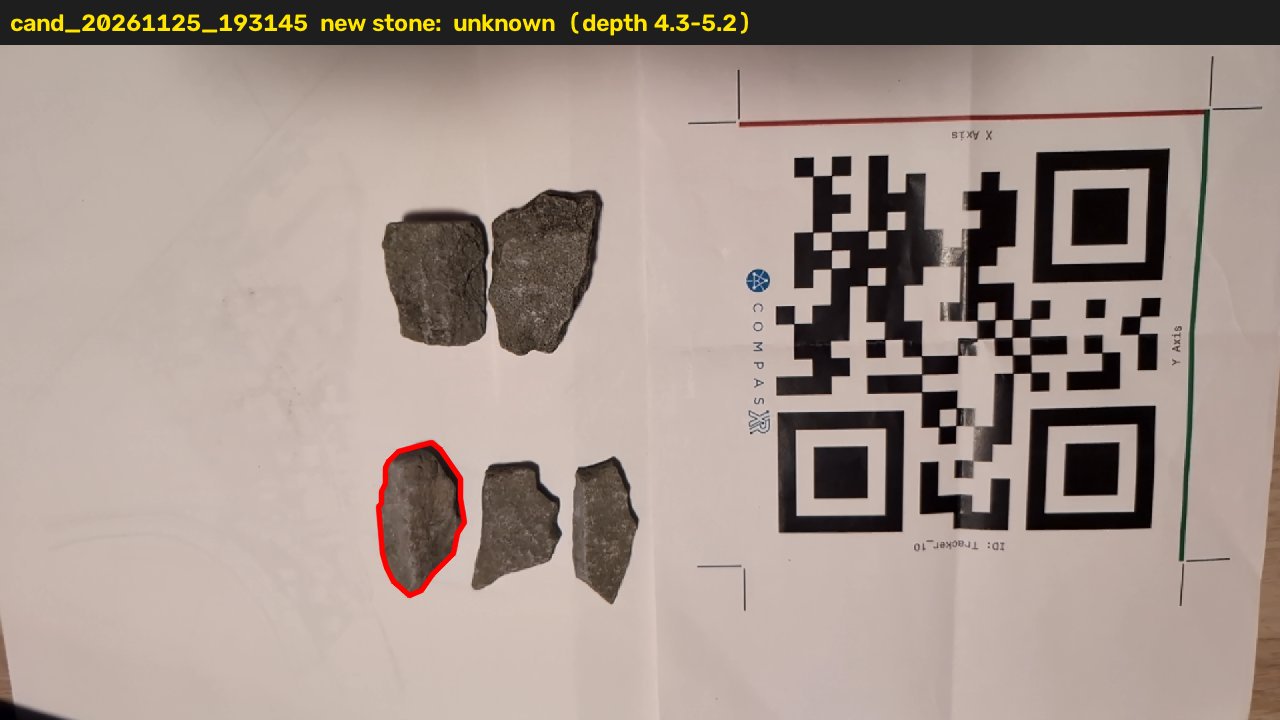 cand_20261125_193145 new stone: unknown (depth 4.3-5.2)
X Axis
Y Axis
COMPAS XR
ID: Tracker_10